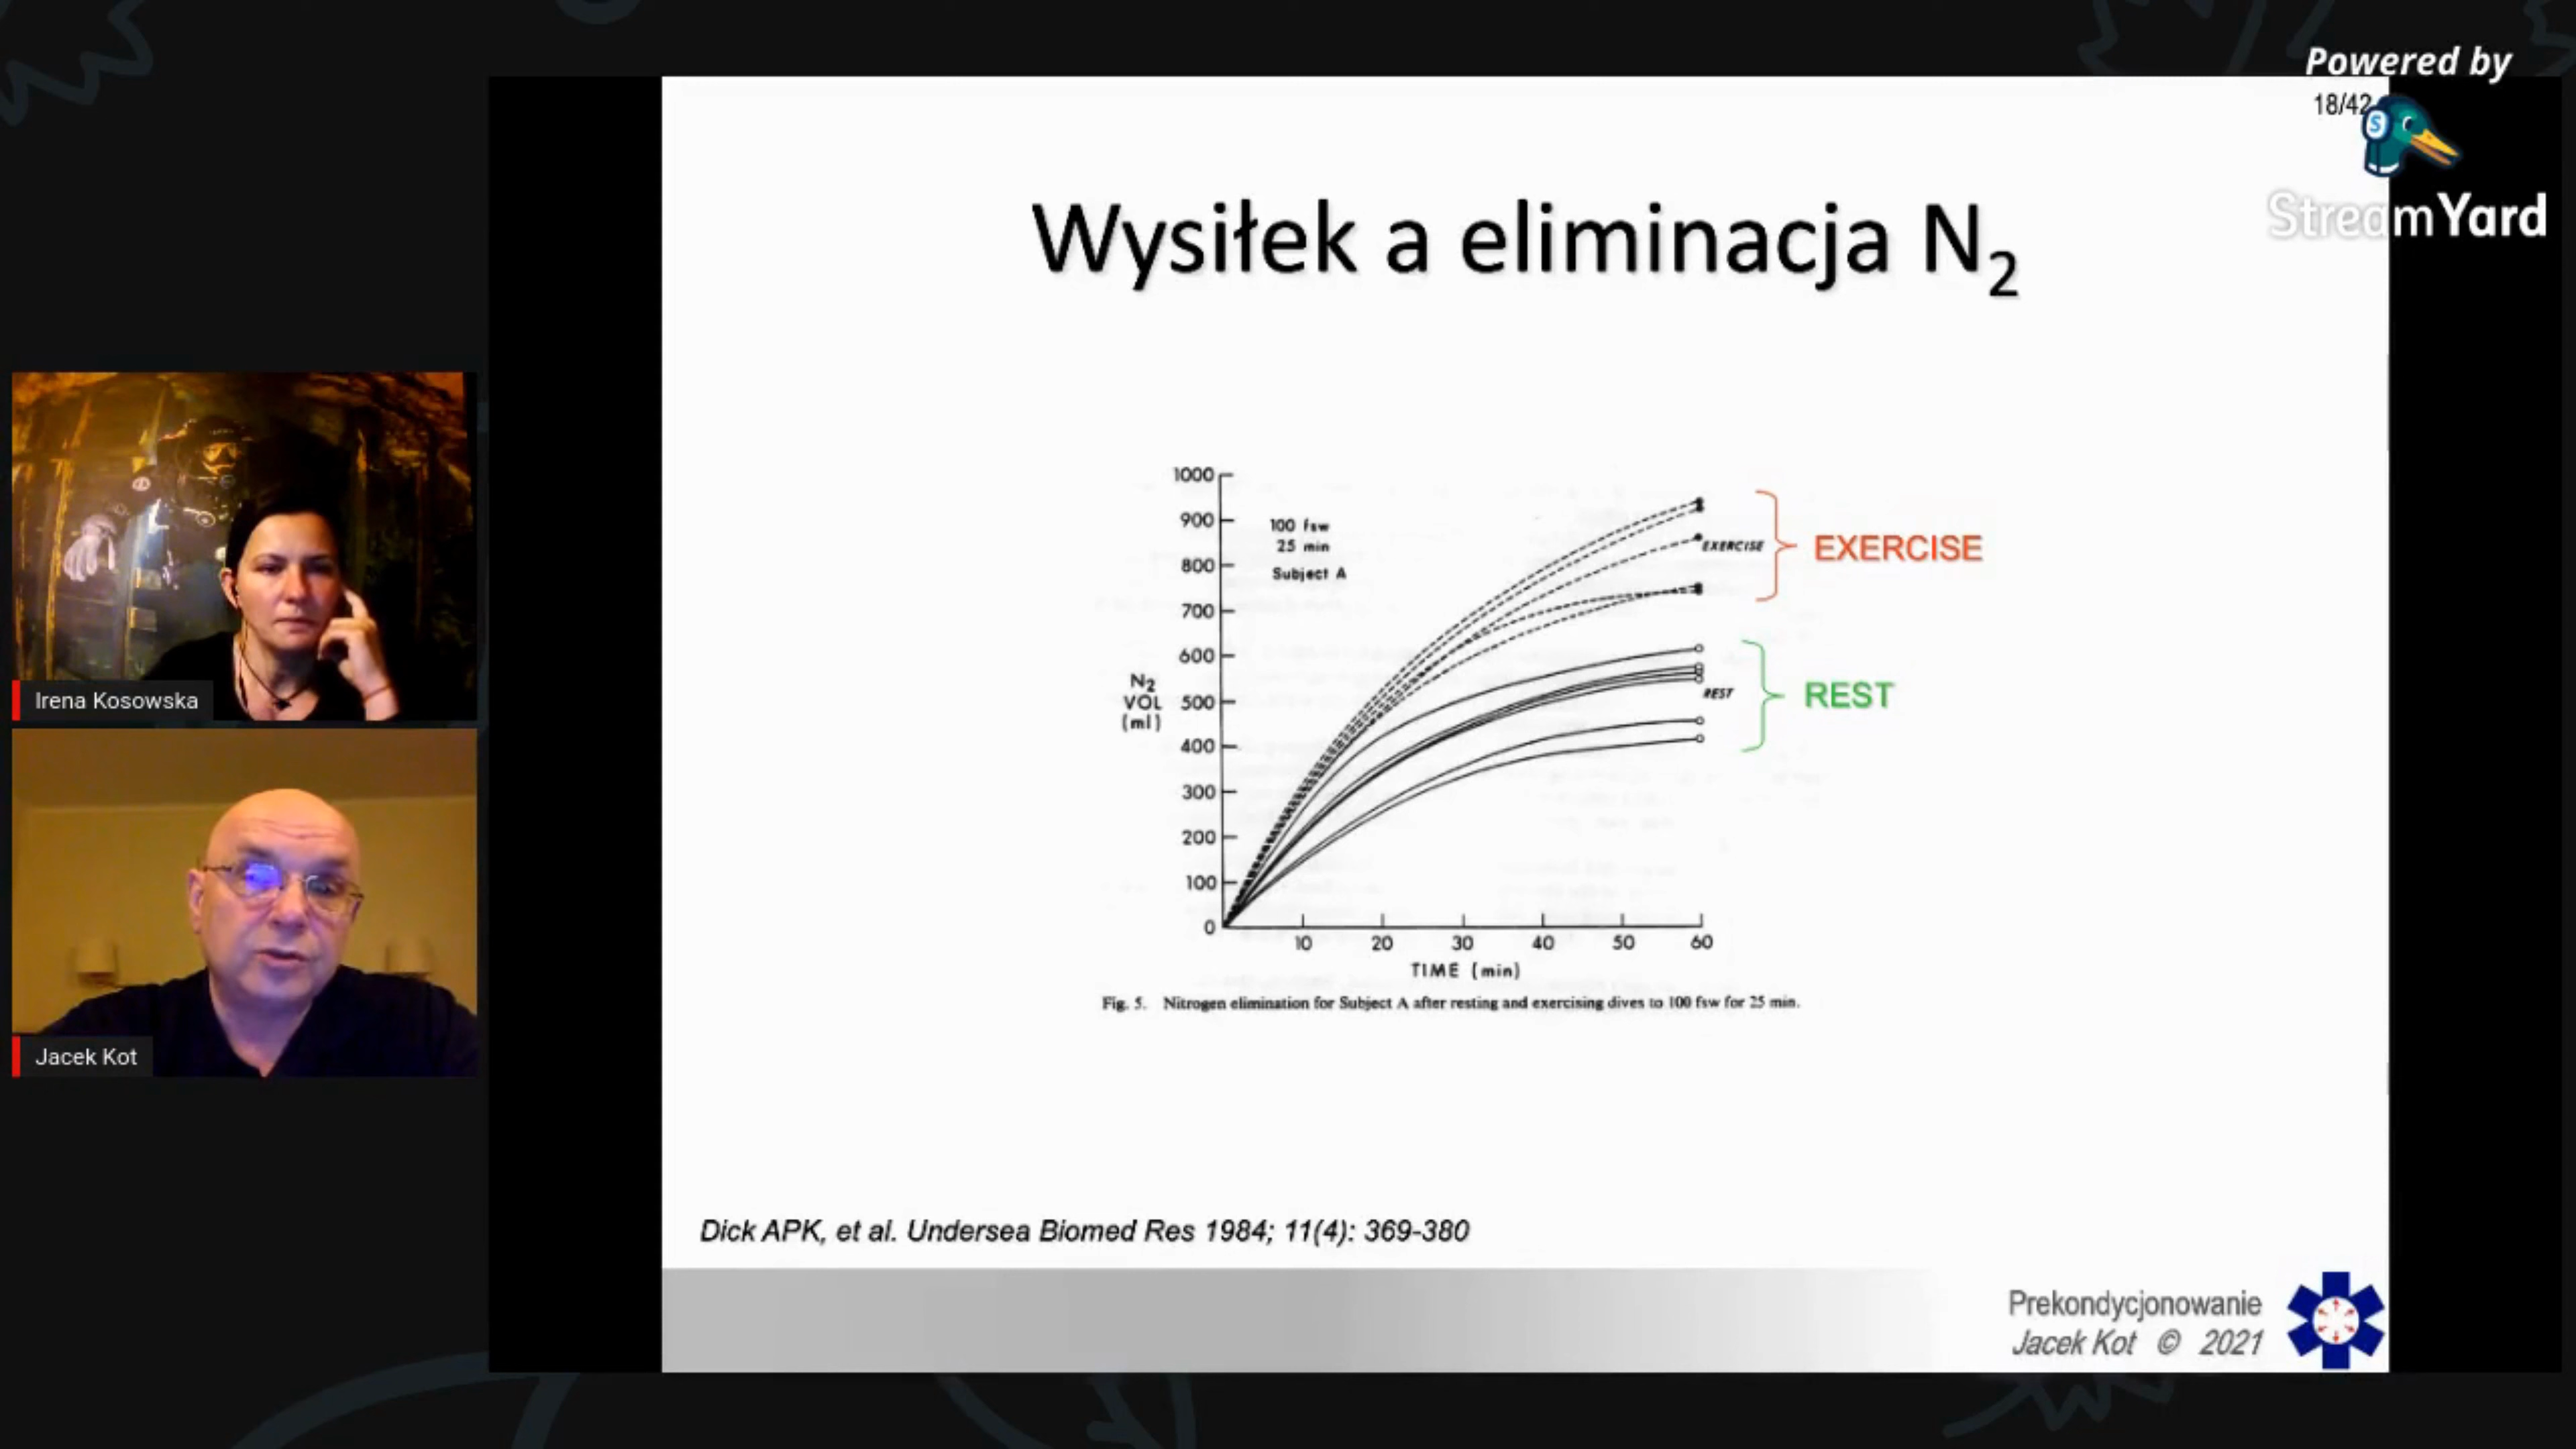 Powered by
18/42
StreamYard
Wysiłek a eliminacja N₂
1000
900
800
700
600
500
400
300
200
100
0
100 fsw
25 min
Subject A
N₂
VOL
(ml)
EXERCISE
EXERCISE
REST
REST
10 20 30 40 50 60
TIME (min)
Fig. 5. Nitrogen elimination for Subject A after resting and exercising dives to 100 fsw for 25 min.
Irena Kosowska
Jacek Kot
Dick APK, et al. Undersea Biomed Res 1984; 11(4): 369-380
Prekondycjonowanie
Jacek Kot © 2021